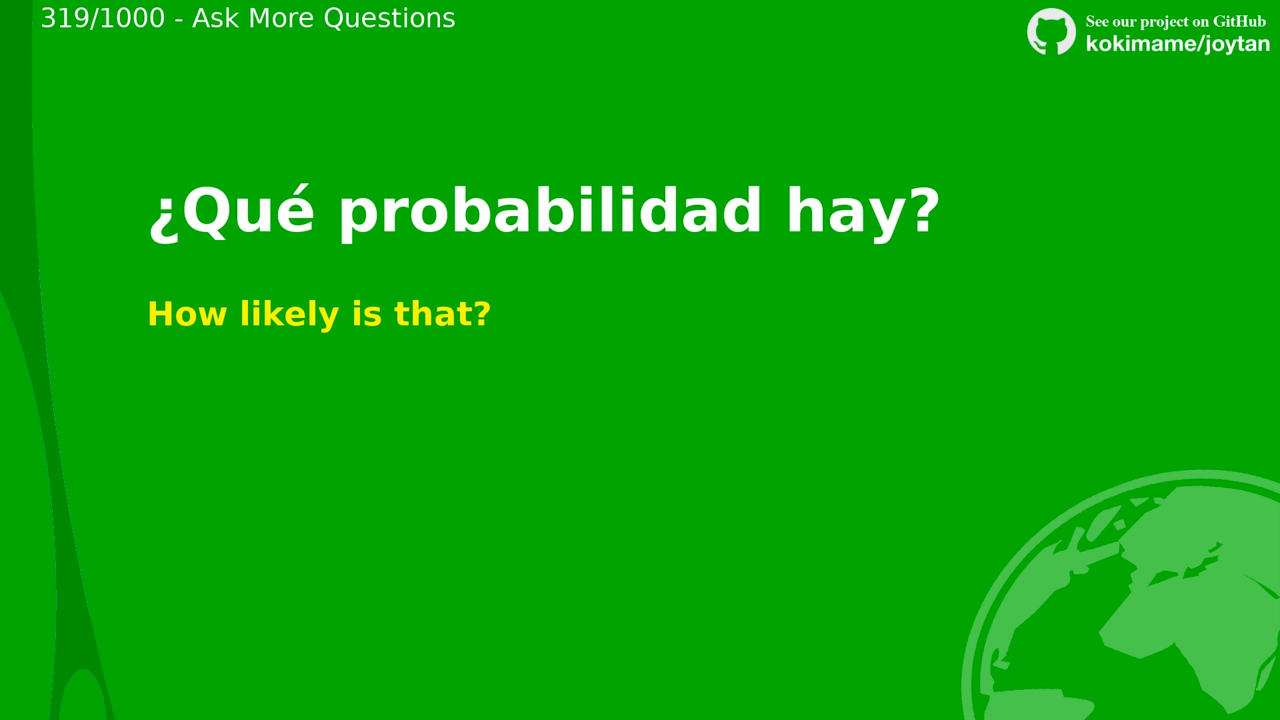 319/1000 - Ask More Questions
See our project on GitHub
kokimame/joytan
¿Qué probabilidad hay?
How likely is that?